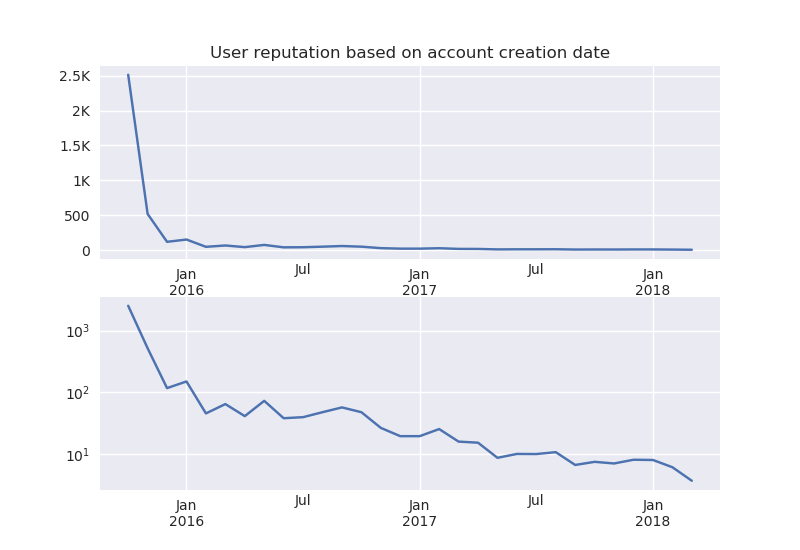 User reputation based on account creation date
2.5K
2K
1.5K
1K
500
0
Jan Jul Jan Jul Jan
2016 2017 2018
10³
10²
10¹
Jan Jul Jan Jul Jan
2016 2017 2018